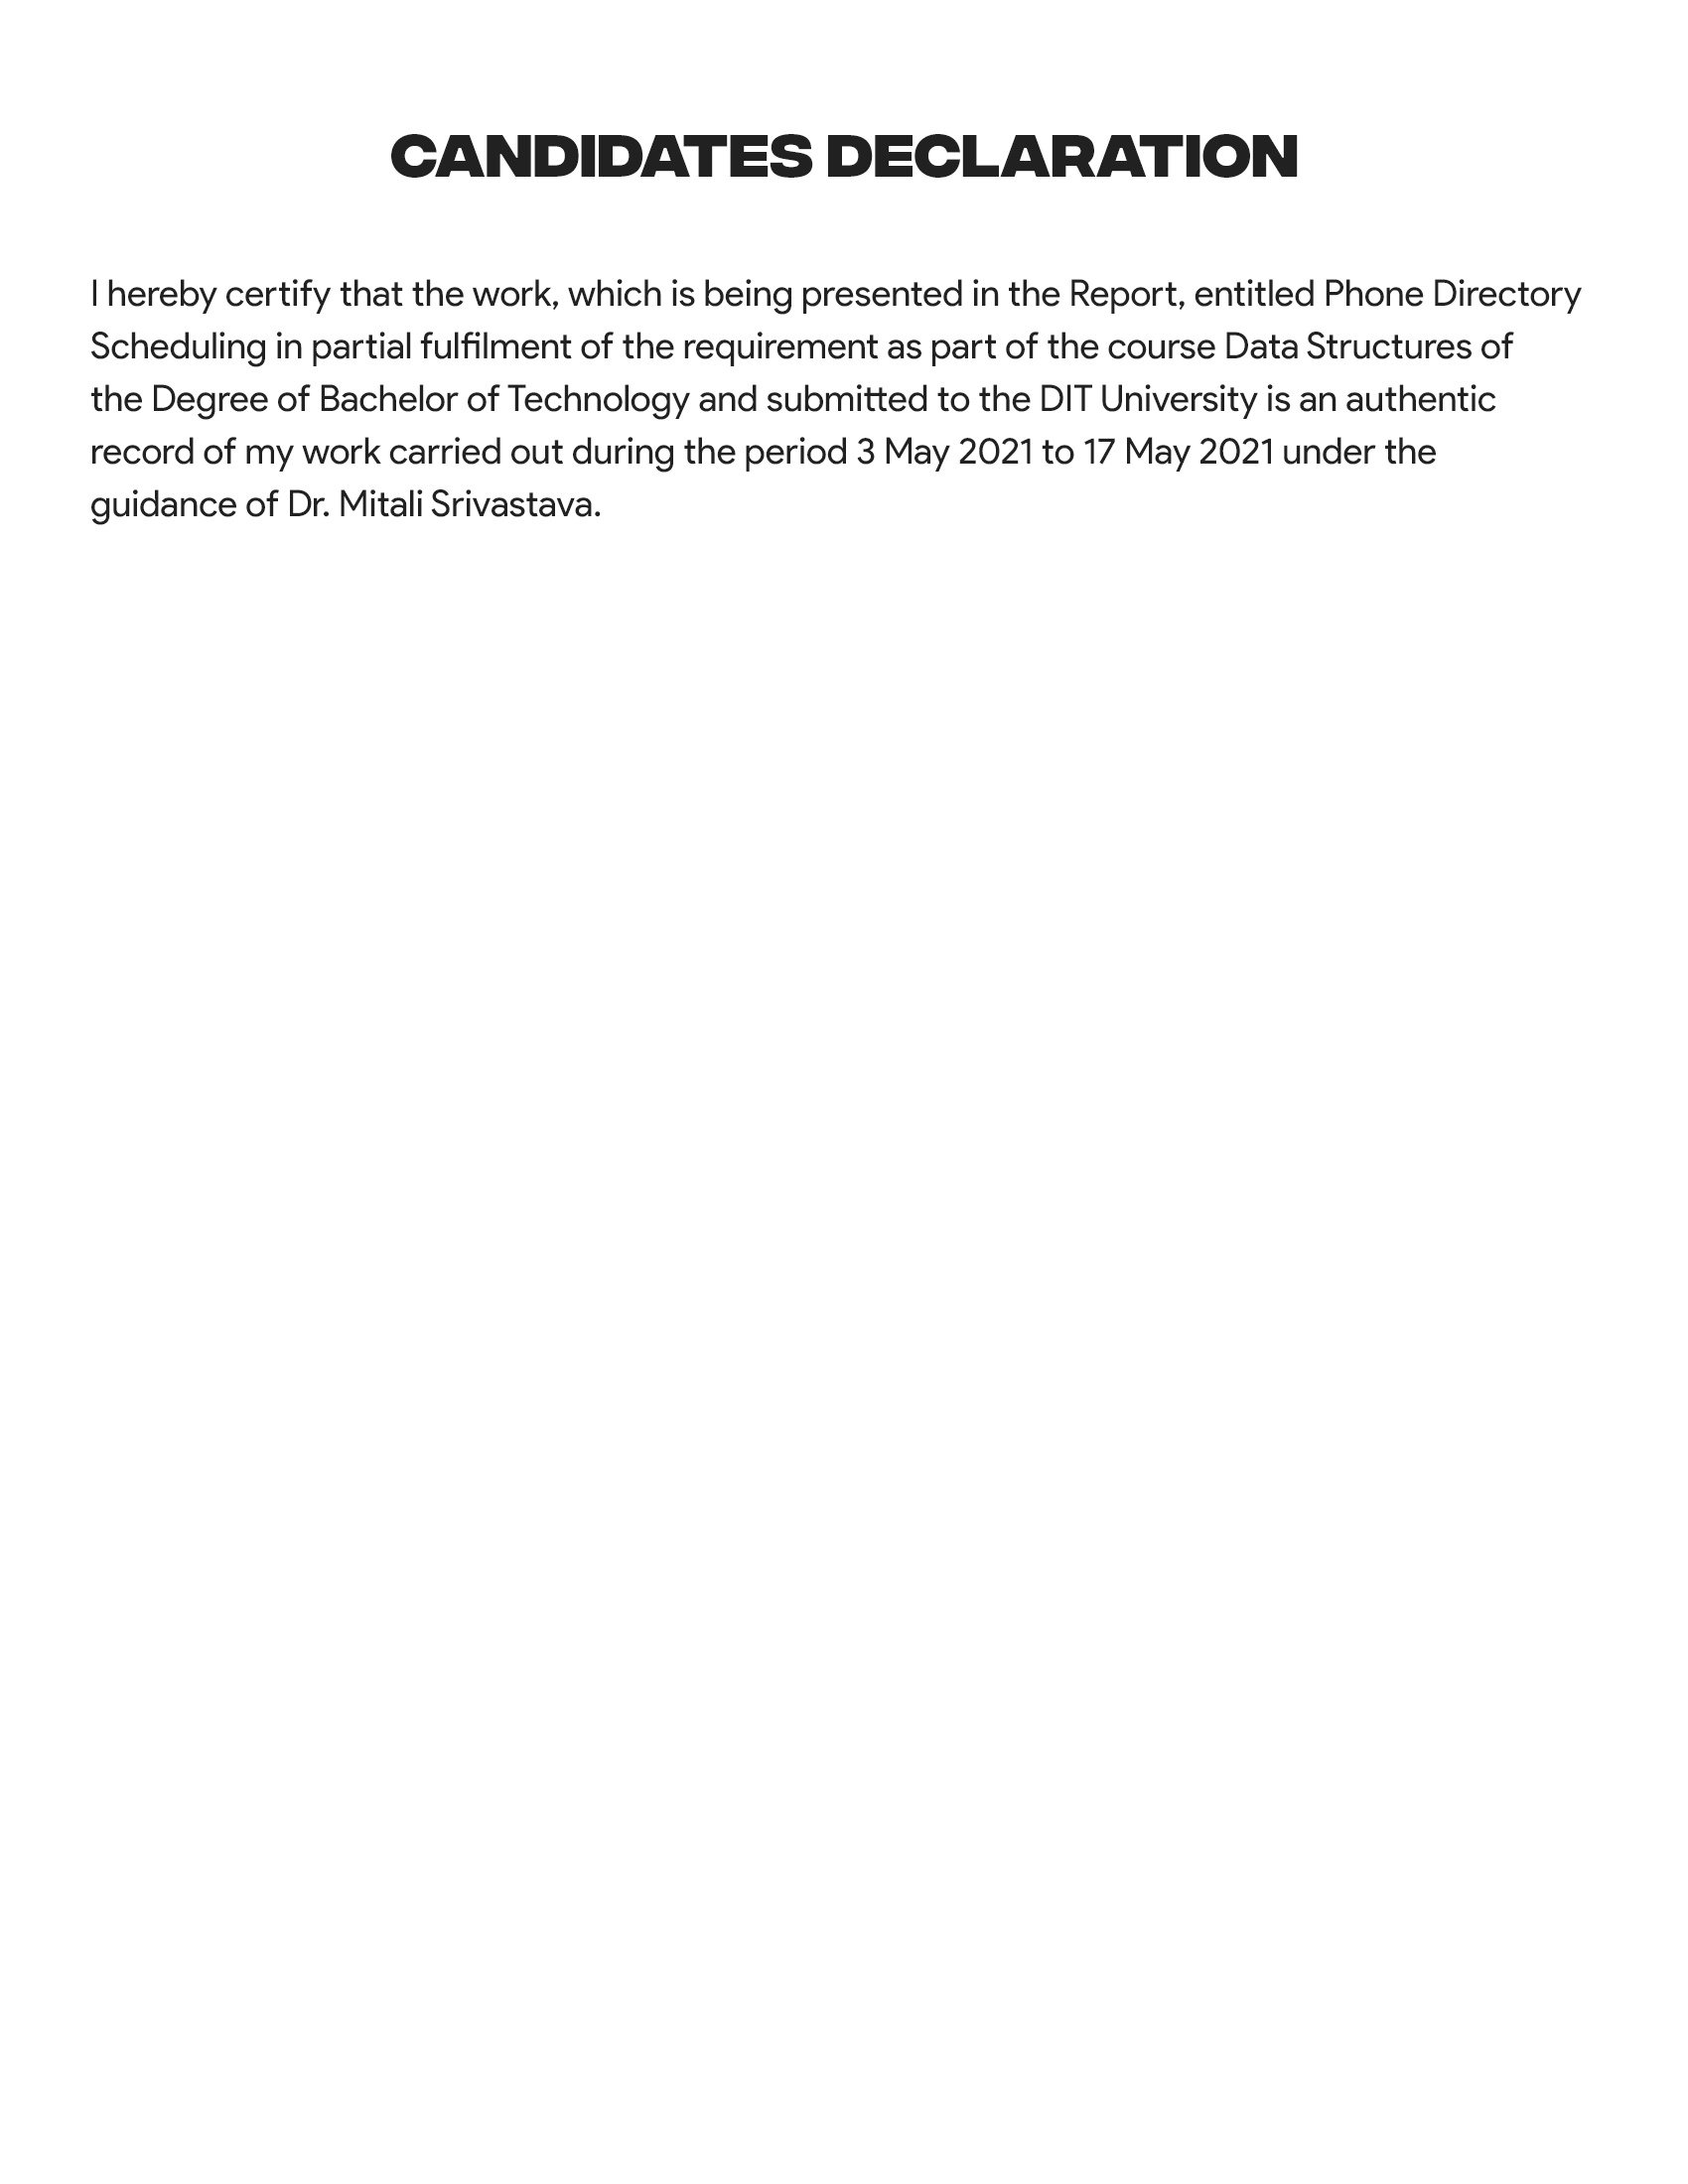 CANDIDATES DECLARATION
I hereby certify that the work, which is being presented in the Report, entitled Phone Directory
Scheduling in partial fulfilment of the requirement as part of the course Data Structures of
the Degree of Bachelor of Technology and submitted to the DIT University is an authentic
record of my work carried out during the period 3 May 2021 to 17 May 2021 under the
guidance of Dr. Mitali Srivastava.